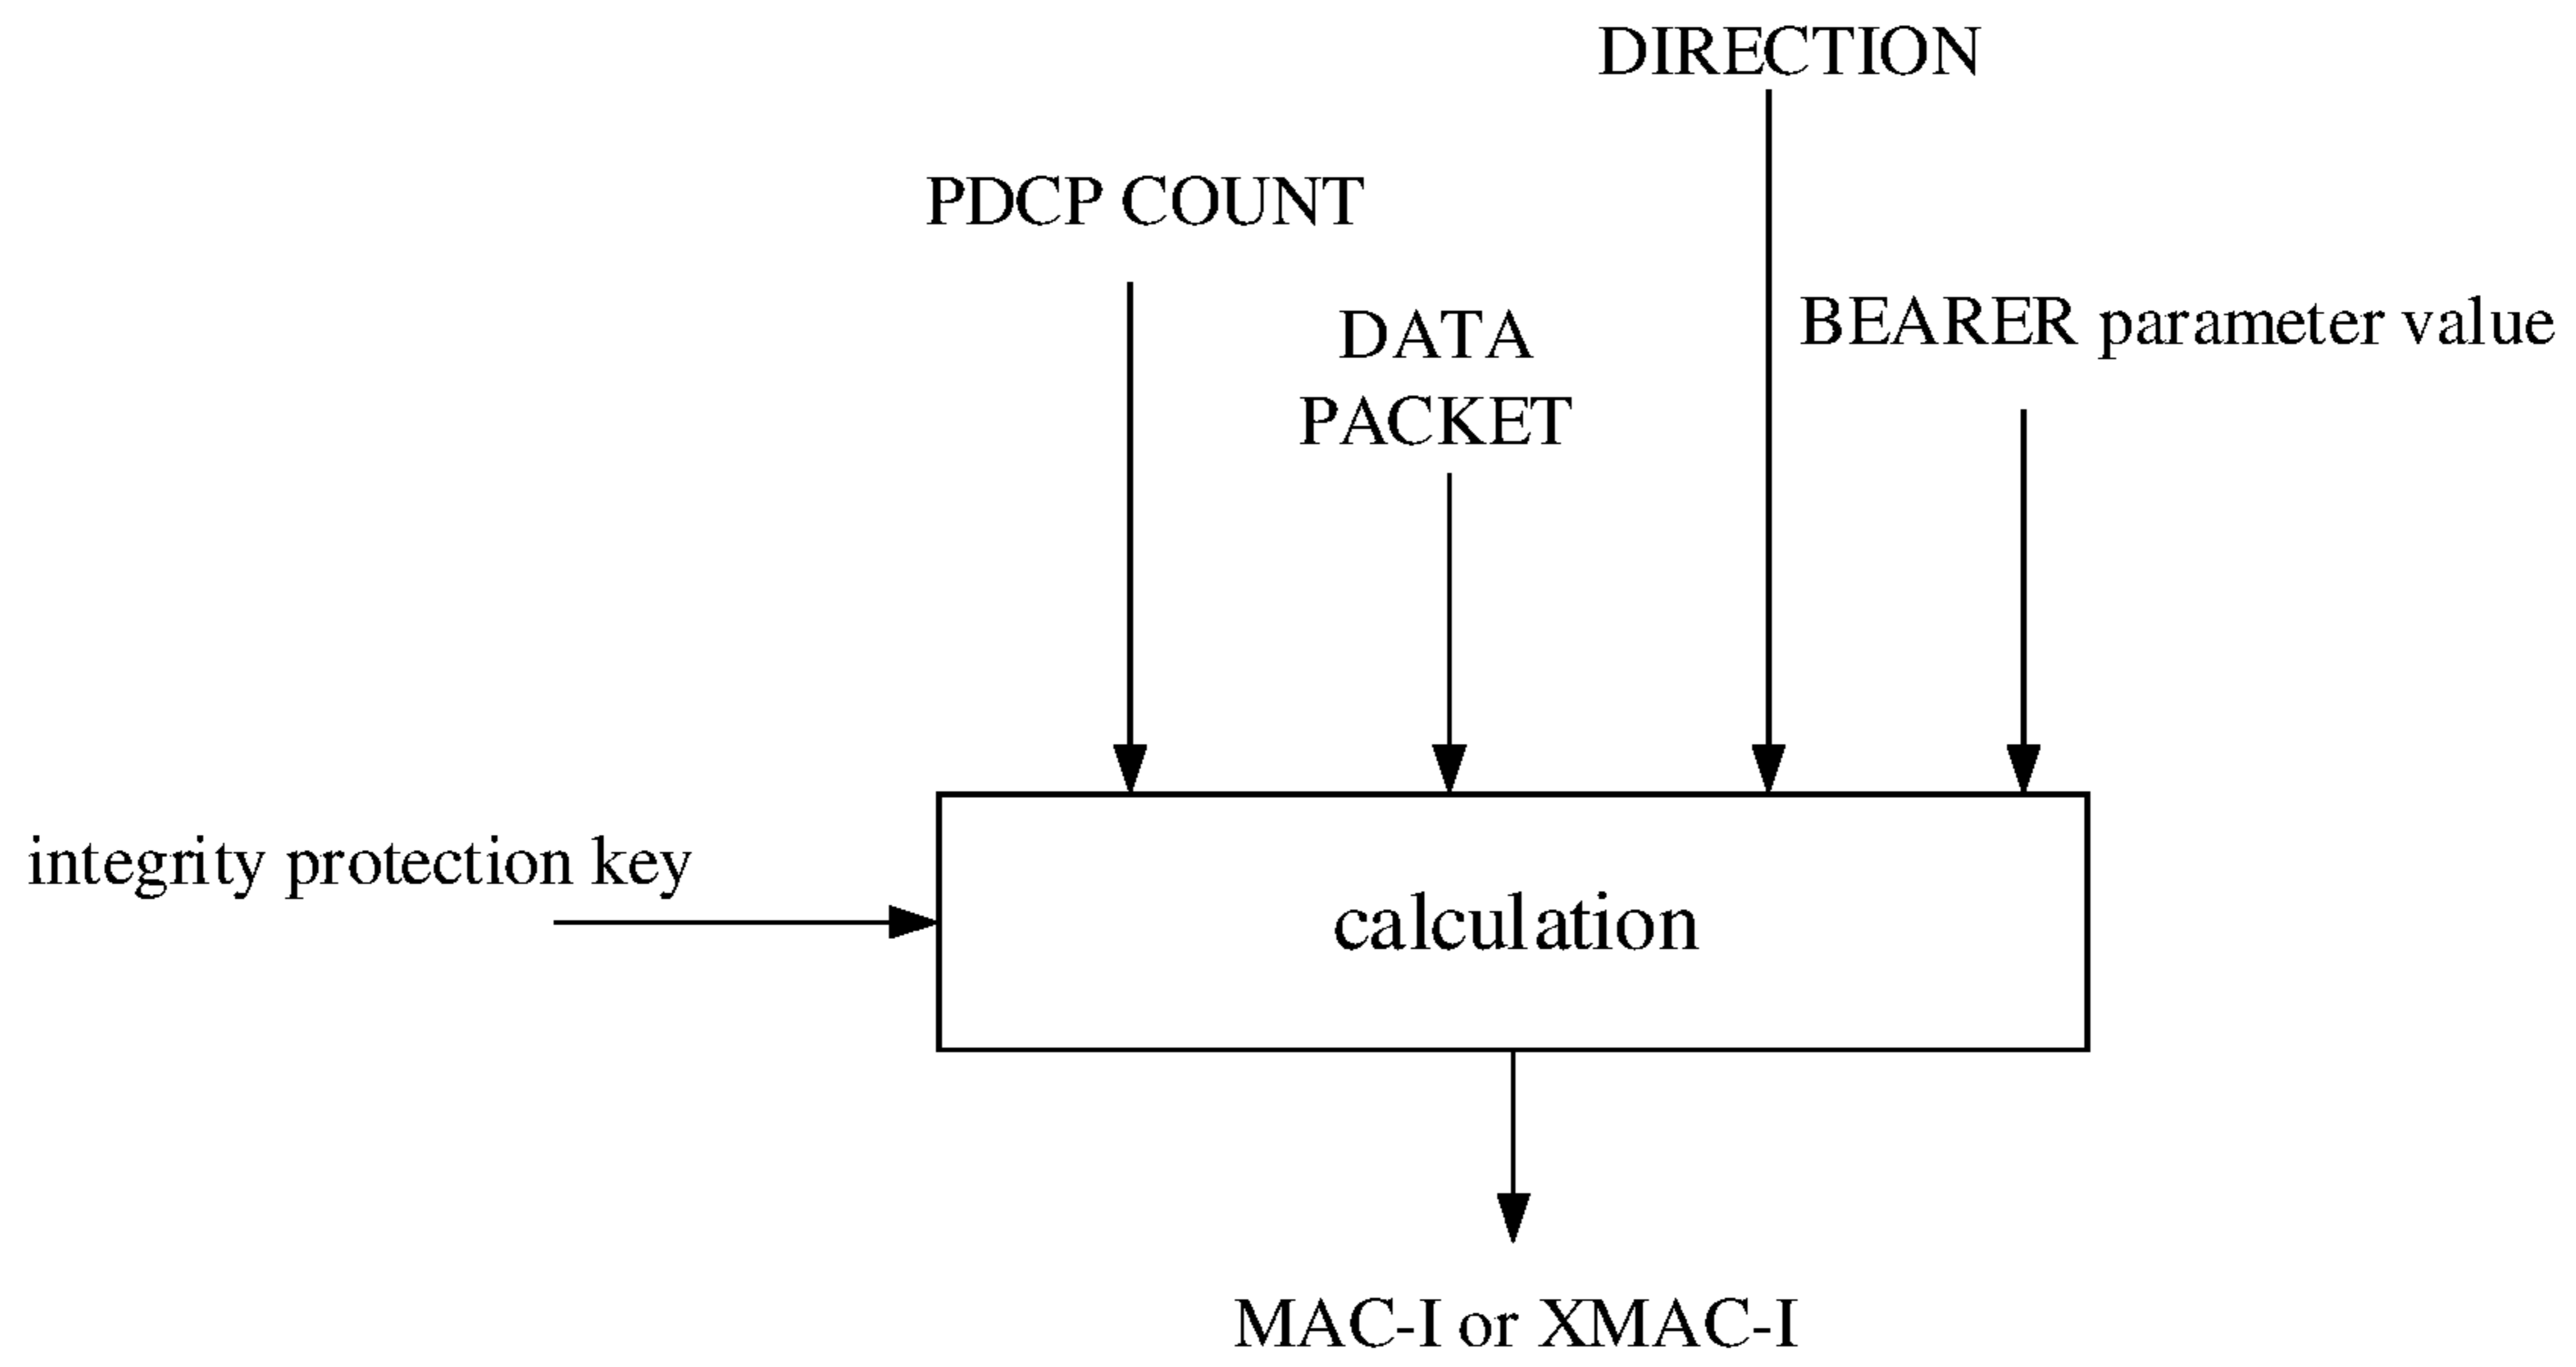 DIRECTION
PDCP COUNT
BEARER parameter value
DATA
PACKET
integrity protection key
calculation
MAC-I or XMAC-I